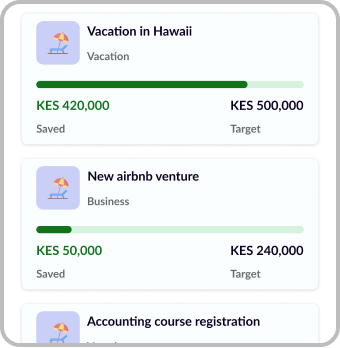 Vacation in Hawaii
Vacation
KES 420,000 KES 500,000
Saved Target
New airbnb venture
Business
KES 50,000 KES 240,000
Saved Target
Accounting course registration